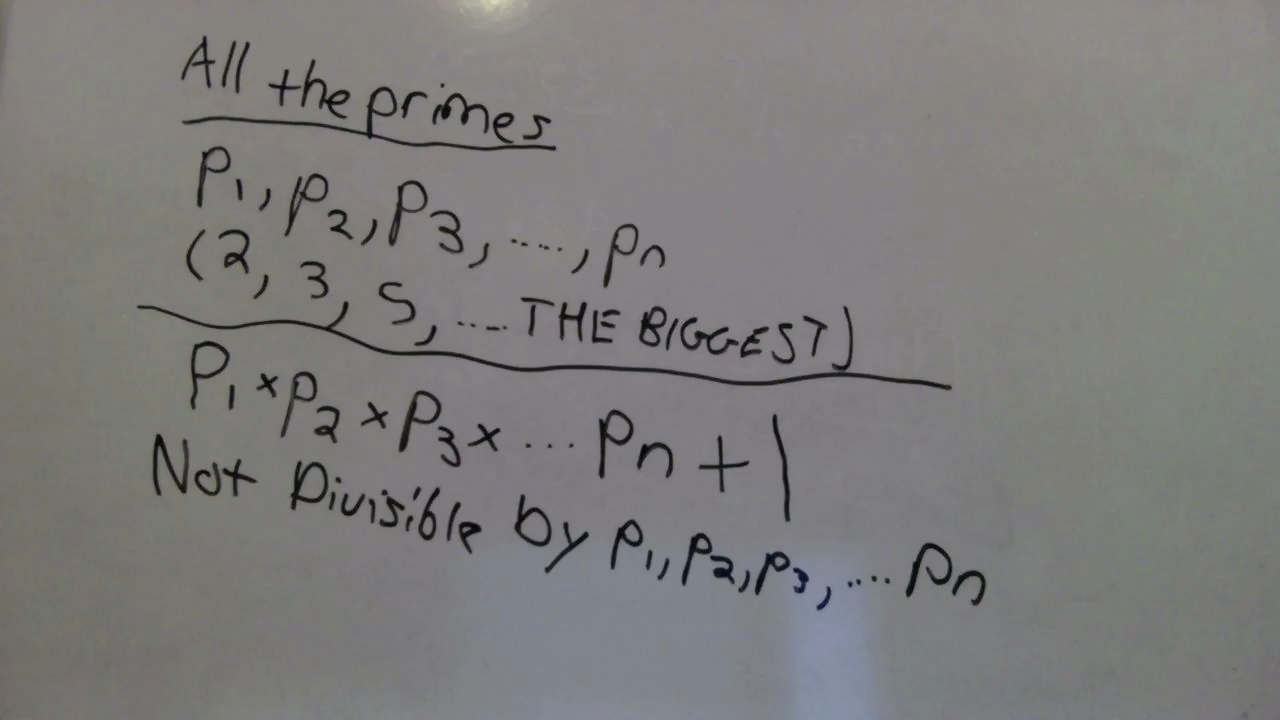 All the primes
P1, P2, P3, ....., Pn
(2, 3, 5, .... THE BIGGEST)
P1 × P2 × P3 × ... Pn + 1
Not Divisible by P1, P2, P3, .... Pn